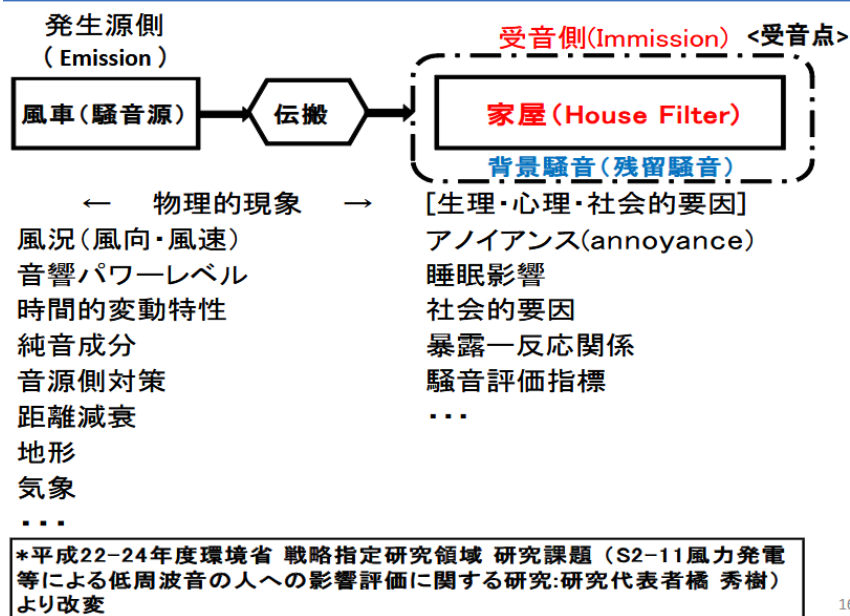 発生源側
( Emission )
受音側(Immission) <受音点>
風車(騒音源)
伝搬
家屋(House Filter)
背景騒音(残留騒音)
← 物理的現象 →
[生理・心理・社会的要因]
風況(風向・風速)
音響パワーレベル
時間的変動特性
純音成分
音源側対策
距離減衰
地形
気象
・・・
アノイアンス(annoyance)
睡眠影響
社会的要因
暴露―反応関係
騒音評価指標
・・・
*平成22-24年度環境省 戦略指定研究領域 研究課題 (S2-11風力発電
等による低周波音の人への影響評価に関する研究:研究代表者橘 秀樹)
より改変
16